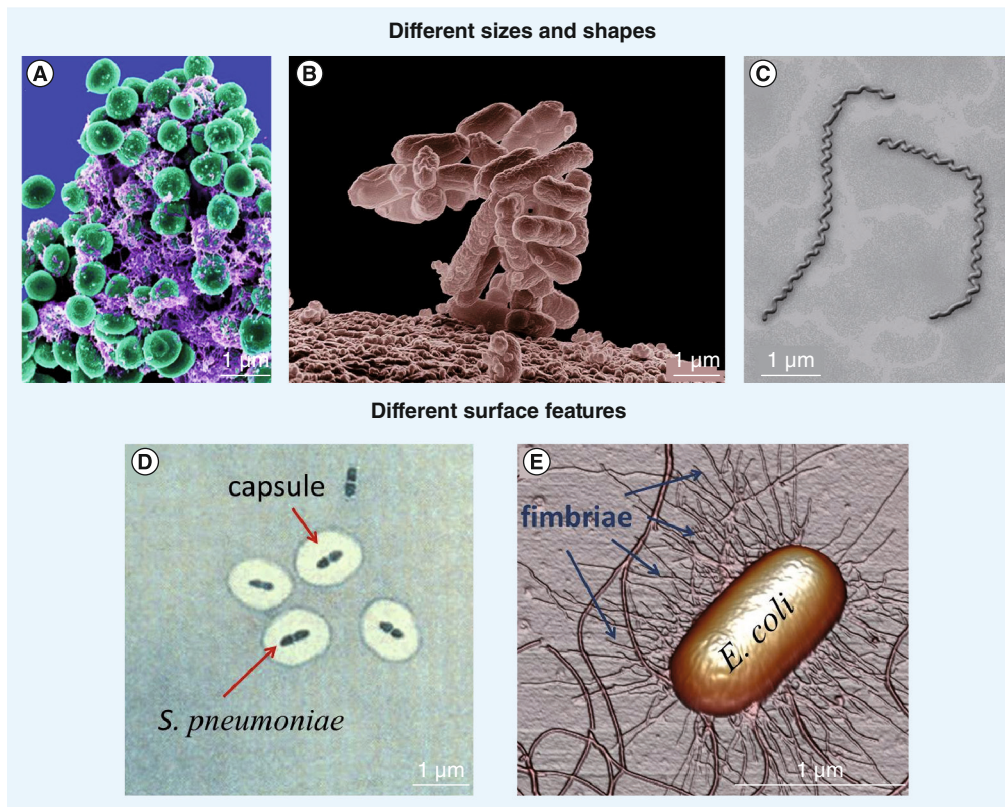 Different sizes and shapes
A
B
C
1 µm
1 µm
1 µm
Different surface features
D
E
capsule
fimbriae
E. coli
S. pneumoniae
1 µm
1 µm